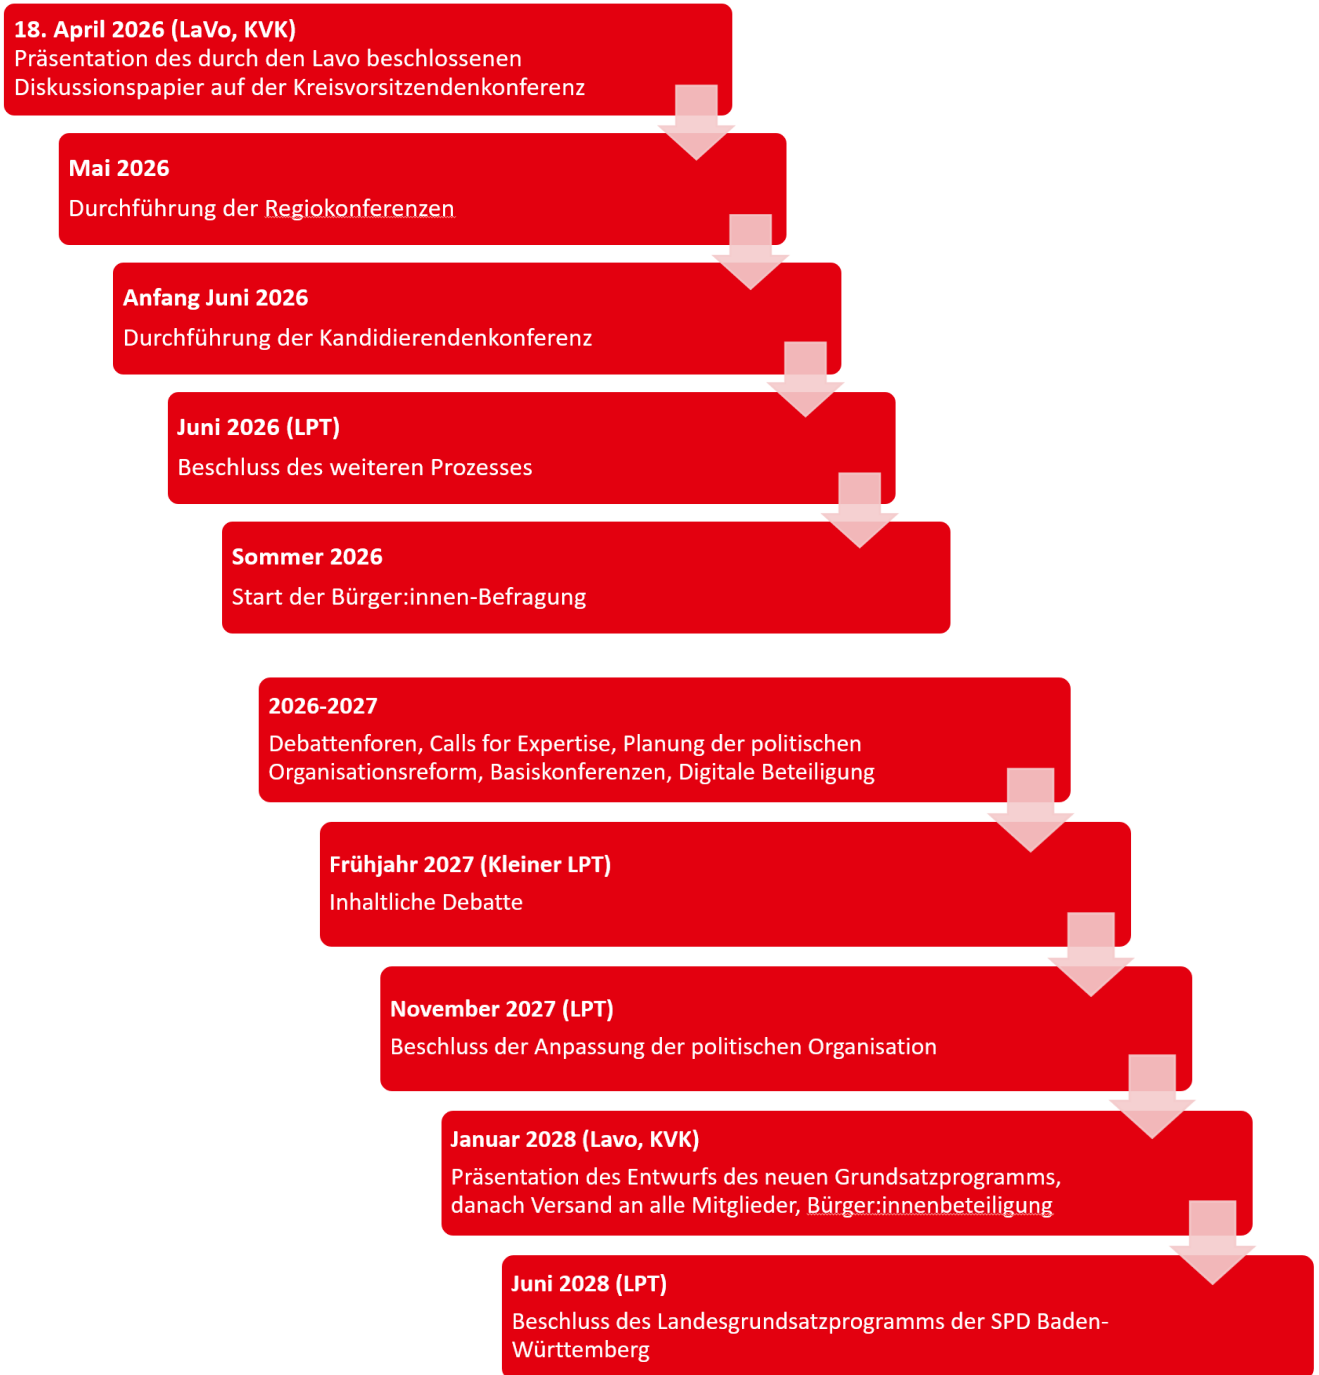 18. April 2026 (LaVo, KVK)
Präsentation des durch den Lavo beschlossenen
Diskussionspapier auf der Kreisvorsitzendenkonferenz
Mai 2026
Durchführung der Regiokonferenzen
Anfang Juni 2026
Durchführung der Kandidierendenkonferenz
Juni 2026 (LPT)
Beschluss des weiteren Prozesses
Sommer 2026
Start der Bürger:innen-Befragung
2026-2027
Debattenforen, Calls for Expertise, Planung der politischen
Organisationsreform, Basiskonferenzen, Digitale Beteiligung
Frühjahr 2027 (Kleiner LPT)
Inhaltliche Debatte
November 2027 (LPT)
Beschluss der Anpassung der politischen Organisation
Januar 2028 (Lavo, KVK)
Präsentation des Entwurfs des neuen Grundsatzprogramms,
danach Versand an alle Mitglieder, Bürger:innenbeteiligung
Juni 2028 (LPT)
Beschluss des Landesgrundsatzprogramms der SPD Baden-
Württemberg